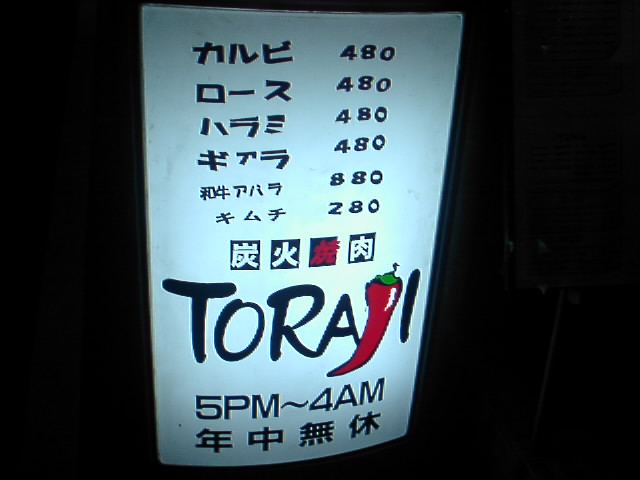 カルビ 480
ロース 480
ハラミ 480
ギアラ 480
和牛アバラ 880
キムチ 280
炭火焼肉
TORAJI
5PM～4AM
年中無休